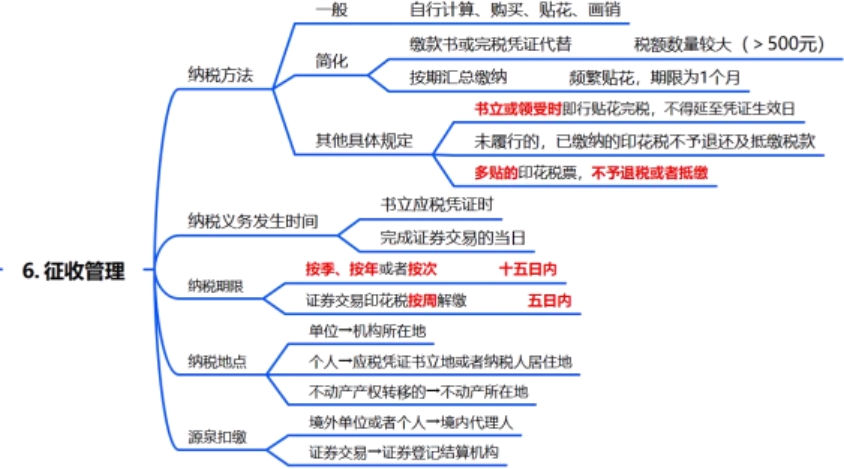 6. 征收管理
纳税方法
一般 自行计算、购买、贴花、画销
简化
缴款书或完税凭证代替 税额数量较大（＞500元）
按期汇总缴纳 频繁贴花，期限为1个月
其他具体规定
书立或领受时即行贴花完税，不得延至凭证生效日
未履行的，已缴纳的印花税不予退还及抵缴税款
多贴的印花税票，不予退税或者抵缴
纳税义务发生时间
书立应税凭证时
完成证券交易的当日
纳税期限
按季、按年或者按次 十五日内
证券交易印花税按周解缴 五日内
纳税地点
单位→机构所在地
个人→应税凭证书立地或者纳税人居住地
不动产产权转移的→不动产所在地
源泉扣缴
境外单位或者个人→境内代理人
证券交易→证券登记结算机构